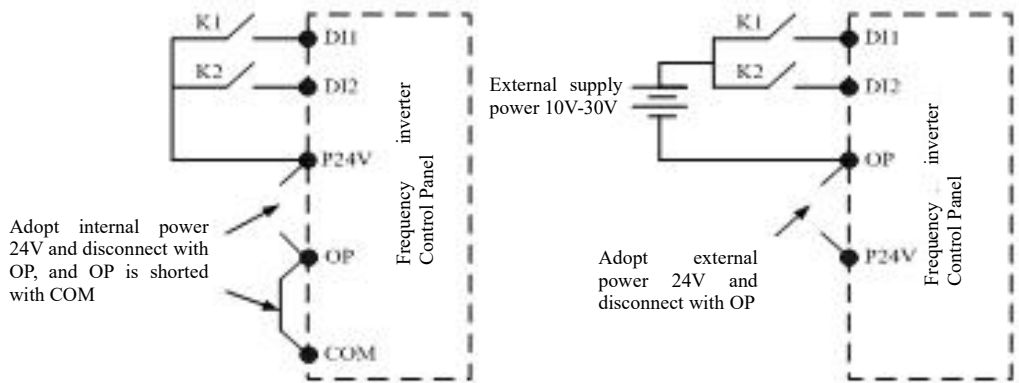 K1
DI1
K2
DI2
P24V
Frequency inverter
Control Panel
Adopt internal power
24V and disconnect with
OP, and OP is shorted
with COM
OP
COM
K1
DI1
External supply
power 10V-30V
K2
DI2
OP
Frequency inverter
Control Panel
Adopt external
power 24V and
disconnect with OP
P24V